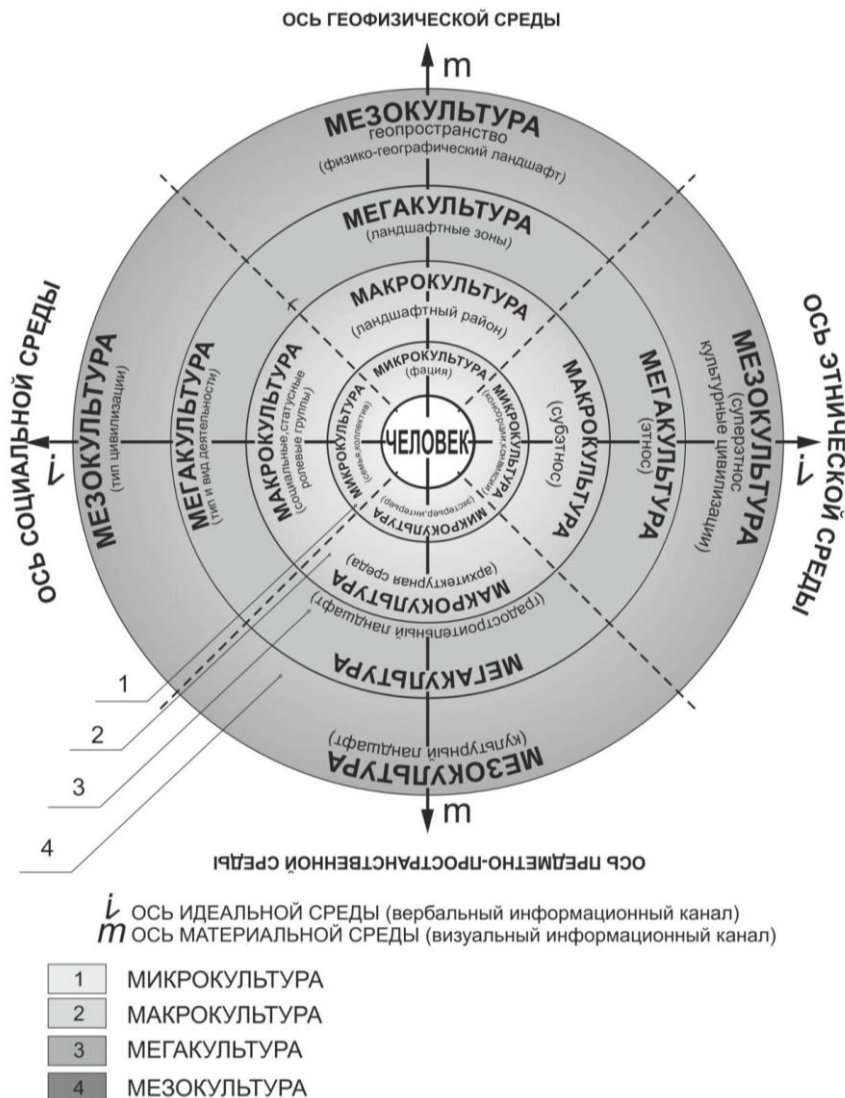 ОСЬ ГЕОФИЗИЧЕСКОЙ СРЕДЫ
m
МЕЗОКУЛЬТУРА
геопространство
(физико-географический ландшафт)
МЕГАКУЛЬТУРА
(ландшафтные зоны)
МАКРОКУЛЬТУРА
(ландшафтный район)
МИКРОКУЛЬТУРА
(фация)
ЧЕЛОВЕК
ОСЬ СОЦИАЛЬНОЙ СРЕДЫ
i
МЕЗОКУЛЬТУРА
(тип цивилизации)
МЕГАКУЛЬТУРА
(тип и вид деятельности)
МАКРОКУЛЬТУРА
(социальные,статусные
ролевые группы)
МИКРОКУЛЬТУРА
(семья,коллектив)
МИКРОКУЛЬТУРА
(консорции,конвиксии)
МАКРОКУЛЬТУРА
(субэтнос)
МЕГАКУЛЬТУРА
(этнос)
МЕЗОКУЛЬТУРА
(суперэтнос
культурные цивилизации)
i
ОСЬ ЭТНИЧЕСКОЙ СРЕДЫ
(экстерьер,интерьер)
МИКРОКУЛЬТУРА
(архитектурная среда)
МАКРОКУЛЬТУРА
(градостроительный ландшафт)
МЕГАКУЛЬТУРА
(культурный ландшафт)
МЕЗОКУЛЬТУРА
m
1
2
3
4
ОСЬ ПРЕДМЕТНО-ПРОСТРАНСТВЕННОЙ СРЕДЫ
i ОСЬ ИДЕАЛЬНОЙ СРЕДЫ (вербальный информационный канал)
m ОСЬ МАТЕРИАЛЬНОЙ СРЕДЫ (визуальный информационный канал)
1 МИКРОКУЛЬТУРА
2 МАКРОКУЛЬТУРА
3 МЕГАКУЛЬТУРА
4 МЕЗОКУЛЬТУРА